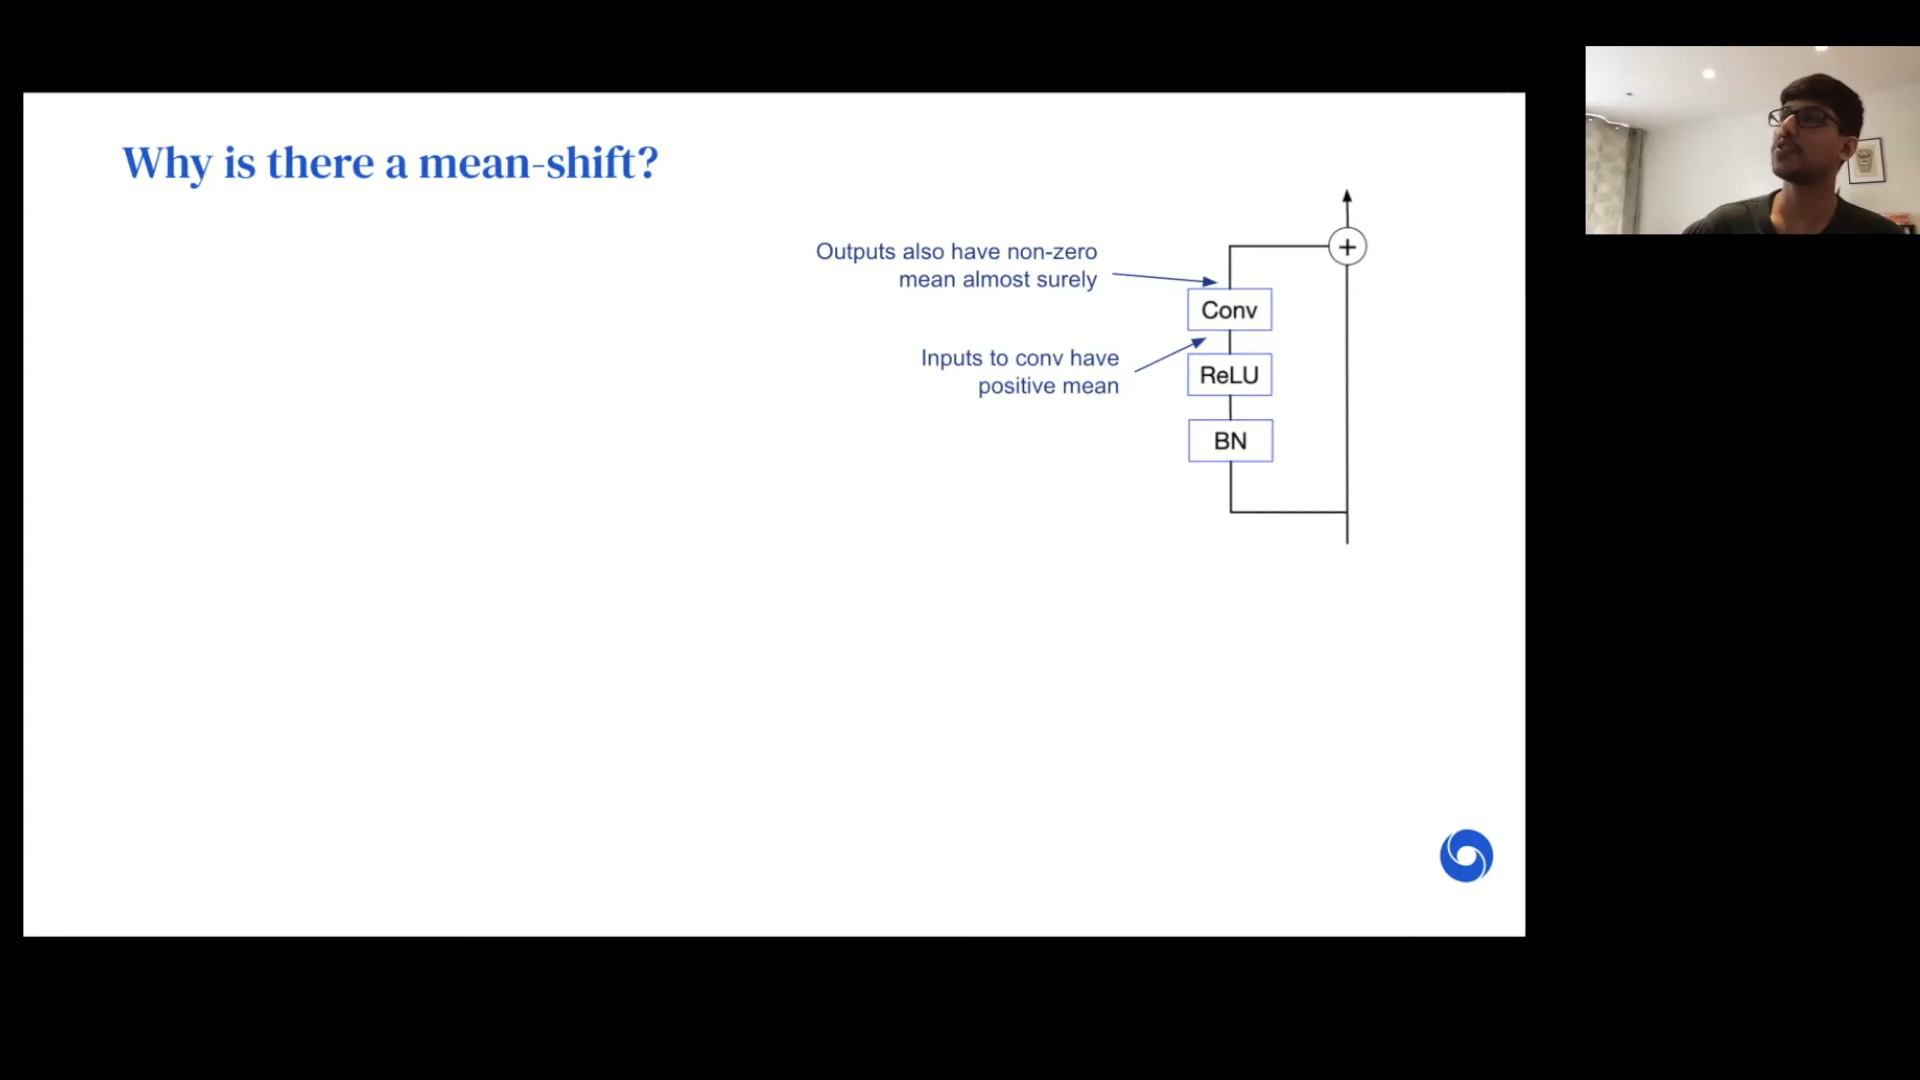 Why is there a mean-shift?
Outputs also have non-zero
mean almost surely
+
Conv
Inputs to conv have
positive mean
ReLU
BN